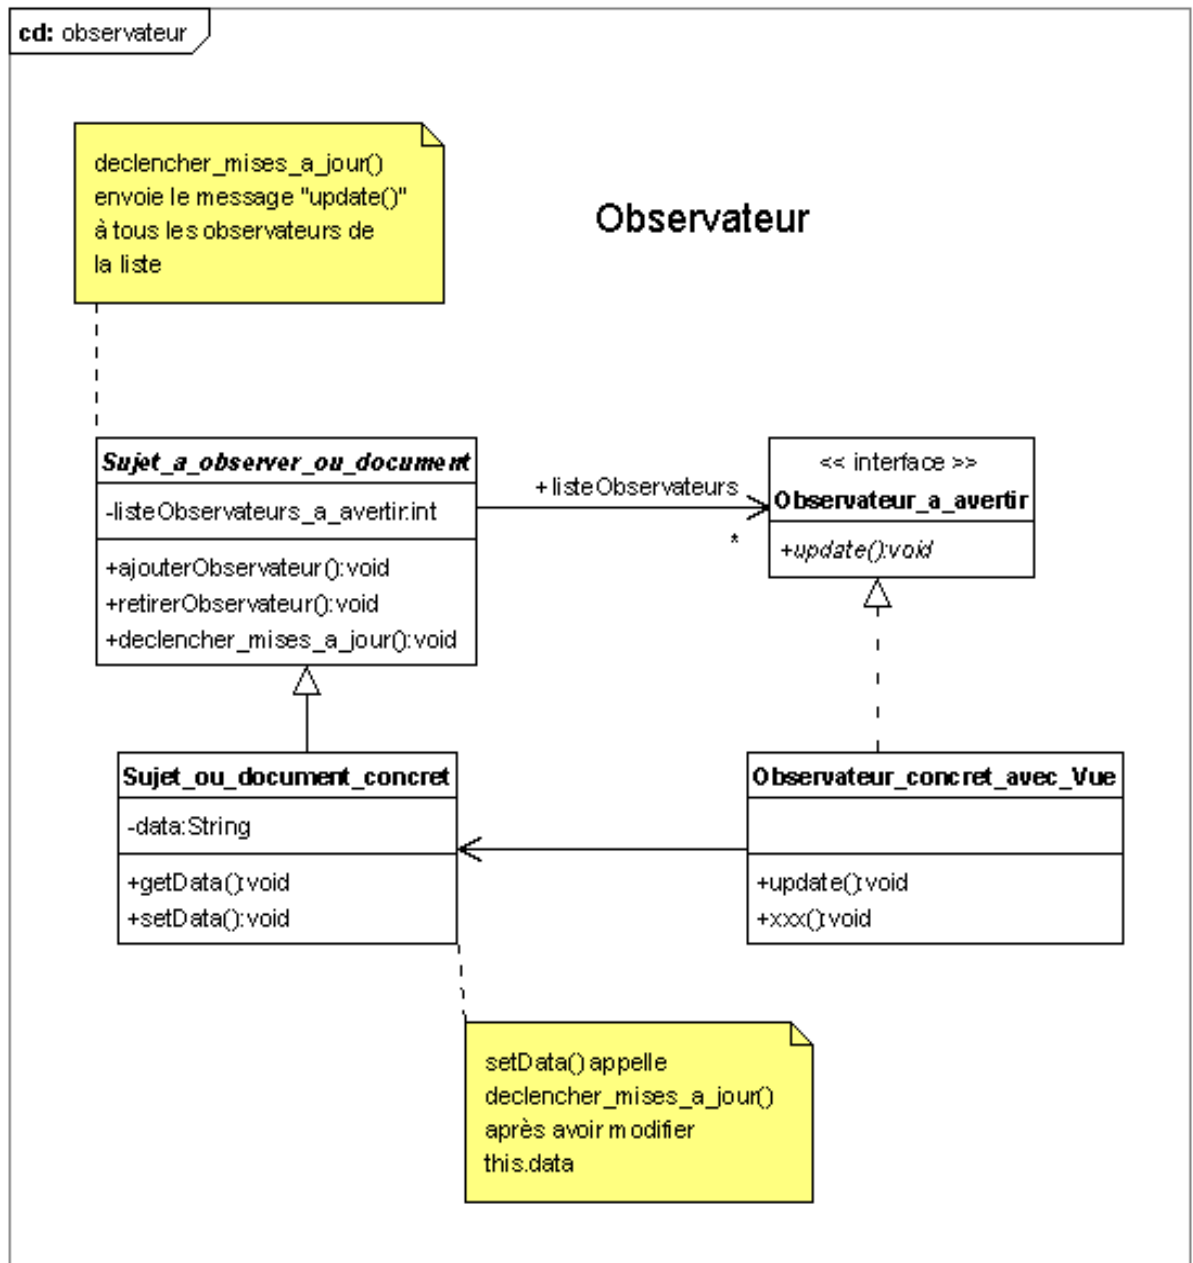 cd: observateur
declencher_mises_a_jour()
envoie le message "update()"
à tous les observateurs de
la liste
Observateur
Sujet_a_observer_ou_document
-listeObservateurs_a_avertir:int
+ajouterObservateur():void
+retirerObservateur():void
+declencher_mises_a_jour():void
+listeObservateurs
*
<< interface >>
Observateur_a_avertir
+update():void
Sujet_ou_document_concret
-data:String
+getData():void
+setData():void
Observateur_concret_avec_Vue
+update():void
+xxx():void
setData() appelle
declencher_mises_a_jour()
après avoir modifier
this.data